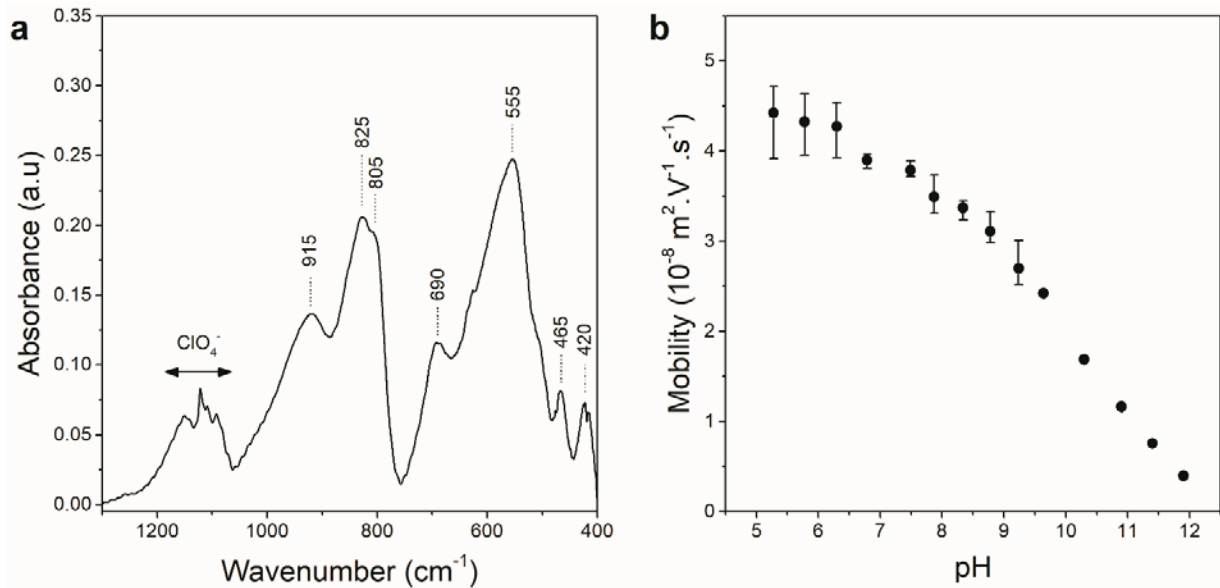 a
0.35
0.30
0.25
0.20
0.15
0.10
0.05
0.00
Absorbance (a.u)
ClO₄⁻
915
825
805
690
555
465
420
1200 1000 800 600 400
Wavenumber (cm⁻¹)
b
5
4
3
2
1
0
Mobility (10⁻⁸ m².V⁻¹.s⁻¹)
5 6 7 8 9 10 11 12
pH